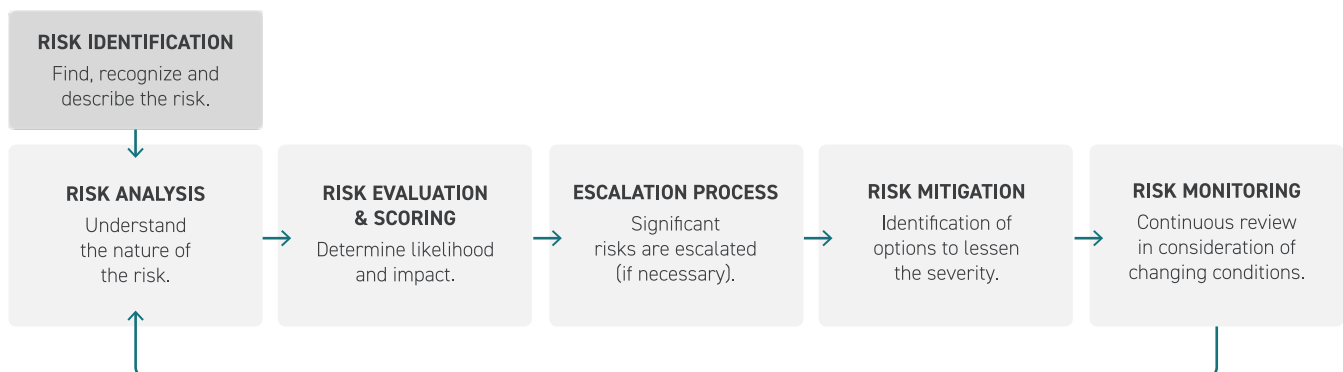 RISK IDENTIFICATION
Find, recognize and
describe the risk.
RISK ANALYSIS
Understand
the nature of
the risk.
RISK EVALUATION
& SCORING
Determine likelihood
and impact.
ESCALATION PROCESS
Significant
risks are escalated
(if necessary).
RISK MITIGATION
Identification of
options to lessen
the severity.
RISK MONITORING
Continuous review
in consideration of
changing conditions.